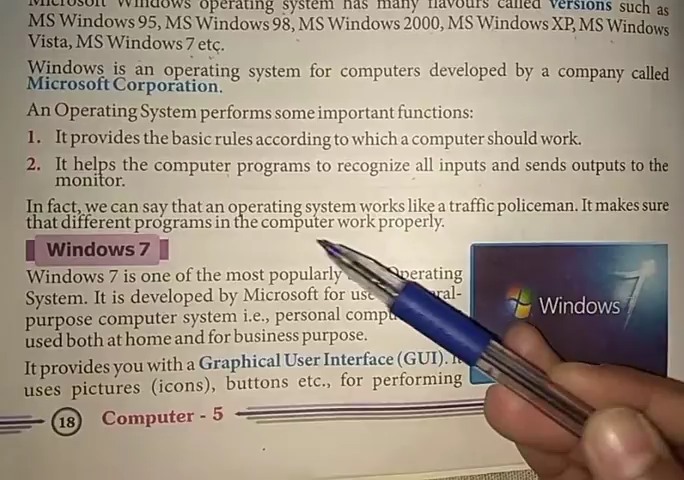 Microsoft Windows operating system has many flavours called versions such as
MS Windows 95, MS Windows 98, MS Windows 2000, MS Windows XP, MS Windows
Vista, MS Windows 7 etc.
Windows is an operating system for computers developed by a company called
Microsoft Corporation.
An Operating System performs some important functions:
1. It provides the basic rules according to which a computer should work.
2. It helps the computer programs to recognize all inputs and sends outputs to the
monitor.
In fact, we can say that an operating system works like a traffic policeman. It makes sure
that different programs in the computer work properly.
Windows 7
Windows 7 is one of the most popularly Operating
System. It is developed by Microsoft for use
purpose computer system i.e., personal
used both at home and for business purpose.
It provides you with a Graphical User Interface (GUI). It
uses pictures (icons), buttons etc., for performing
Windows 7
18 Computer - 5